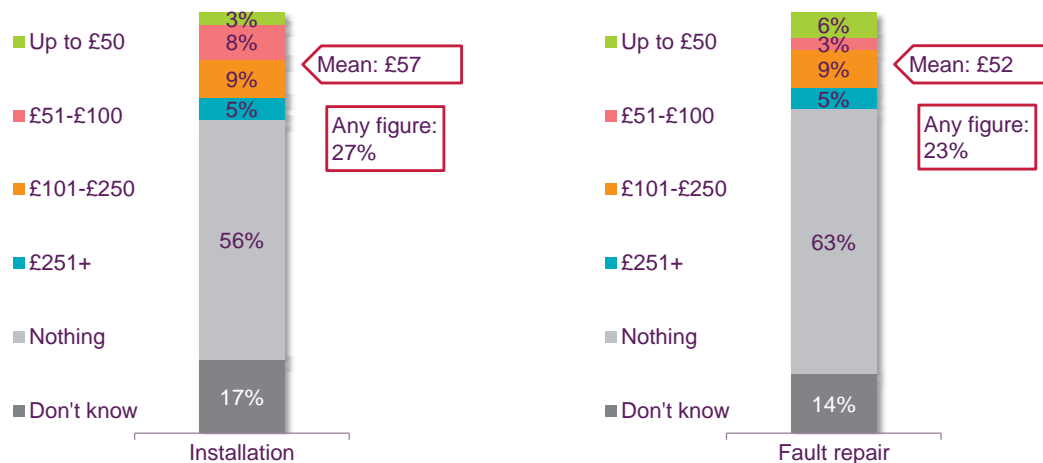 Up to £50
£51-£100
£101-£250
£251+
Nothing
Don't know
3%
8%
9%
5%
56%
17%
Mean: £57
Any figure:
27%
Installation
Up to £50
£51-£100
£101-£250
£251+
Nothing
Don't know
6%
3%
9%
5%
63%
14%
Mean: £52
Any figure:
23%
Fault repair